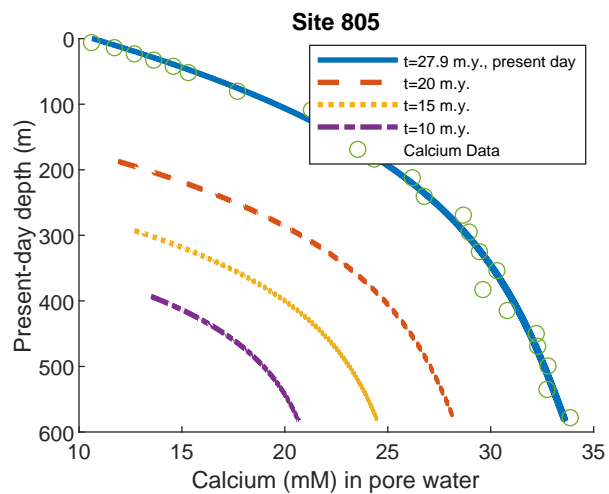 Site 805
t=27.9 m.y., present day
t=20 m.y.
t=15 m.y.
t=10 m.y.
Calcium Data
Present-day depth (m)
0
100
200
300
400
500
600
10 15 20 25 30 35
Calcium (mM) in pore water